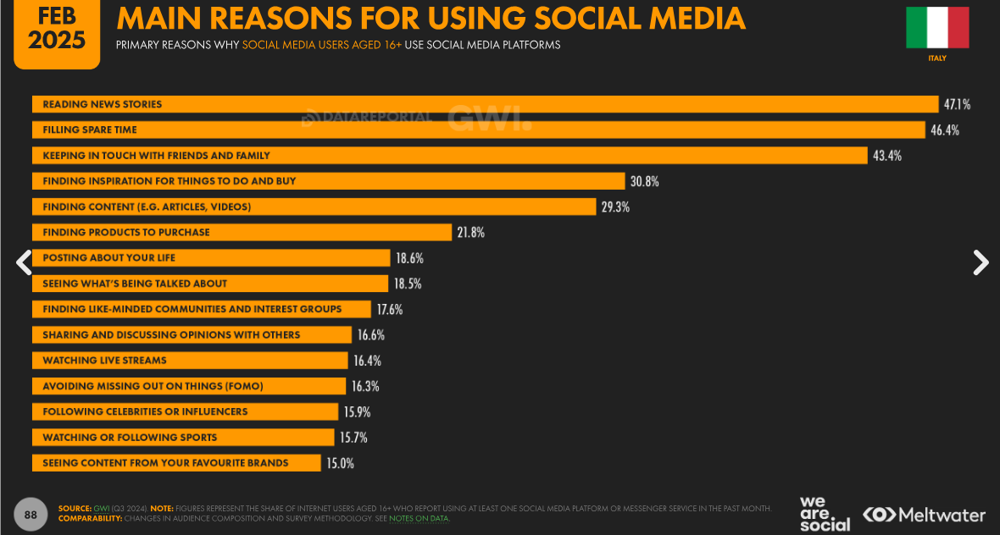 FEB
2025
MAIN REASONS FOR USING SOCIAL MEDIA
PRIMARY REASONS WHY SOCIAL MEDIA USERS AGED 16+ USE SOCIAL MEDIA PLATFORMS
ITALY
READING NEWS STORIES 47.1%
DATAREPORTAL GWI.
FILLING SPARE TIME 46.4%
KEEPING IN TOUCH WITH FRIENDS AND FAMILY 43.4%
FINDING INSPIRATION FOR THINGS TO DO AND BUY 30.8%
FINDING CONTENT (E.G. ARTICLES, VIDEOS) 29.3%
FINDING PRODUCTS TO PURCHASE 21.8%
POSTING ABOUT YOUR LIFE 18.6%
SEEING WHAT'S BEING TALKED ABOUT 18.5%
FINDING LIKE-MINDED COMMUNITIES AND INTEREST GROUPS 17.6%
SHARING AND DISCUSSING OPINIONS WITH OTHERS 16.6%
WATCHING LIVE STREAMS 16.4%
AVOIDING MISSING OUT ON THINGS (FOMO) 16.3%
FOLLOWING CELEBRITIES OR INFLUENCERS 15.9%
WATCHING OR FOLLOWING SPORTS 15.7%
SEEING CONTENT FROM YOUR FAVOURITE BRANDS 15.0%
88
SOURCE: GWI (Q3 2024) NOTE: FIGURES REPRESENT THE SHARE OF INTERNET USERS AGED 16+ WHO REPORT USING AT LEAST ONE SOCIAL MEDIA PLATFORM OR MESSENGER SERVICE IN THE PAST MONTH.
COMPARABILITY: CHANGES IN AUDIENCE COMPOSTION AND SURVEY METHODOLOGY. SEE NOTES ON DATA.
we
are
social
Meltwater